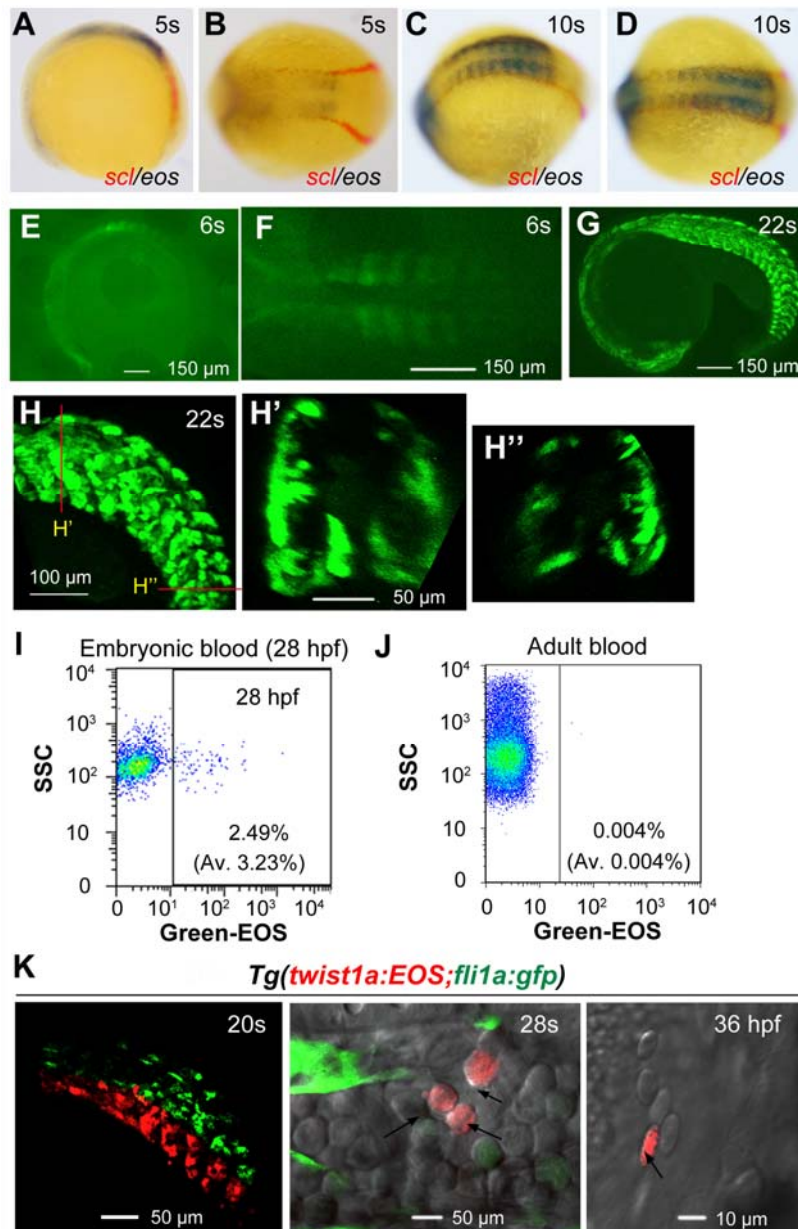 A 5s
scl/eos
B 5s
scl/eos
C 10s
scl/eos
D 10s
scl/eos
E 6s
150 µm
F 6s
150 µm
G 22s
150 µm
H 22s
H'
H''
100 µm
H'
50 µm
H''
I Embryonic blood (28 hpf)
28 hpf
SSC
10⁴
10³
10²
10
0
2.49%
(Av. 3.23%)
0 10¹ 10² 10³ 10⁴
Green-EOS
J Adult blood
SSC
10⁴
10³
10²
10
0
0.004%
(Av. 0.004%)
0 10 10² 10³ 10⁴
Green-EOS
K
Tg(twist1a:EOS;fli1a:gfp)
20s
50 µm
28s
50 µm
36 hpf
10 µm